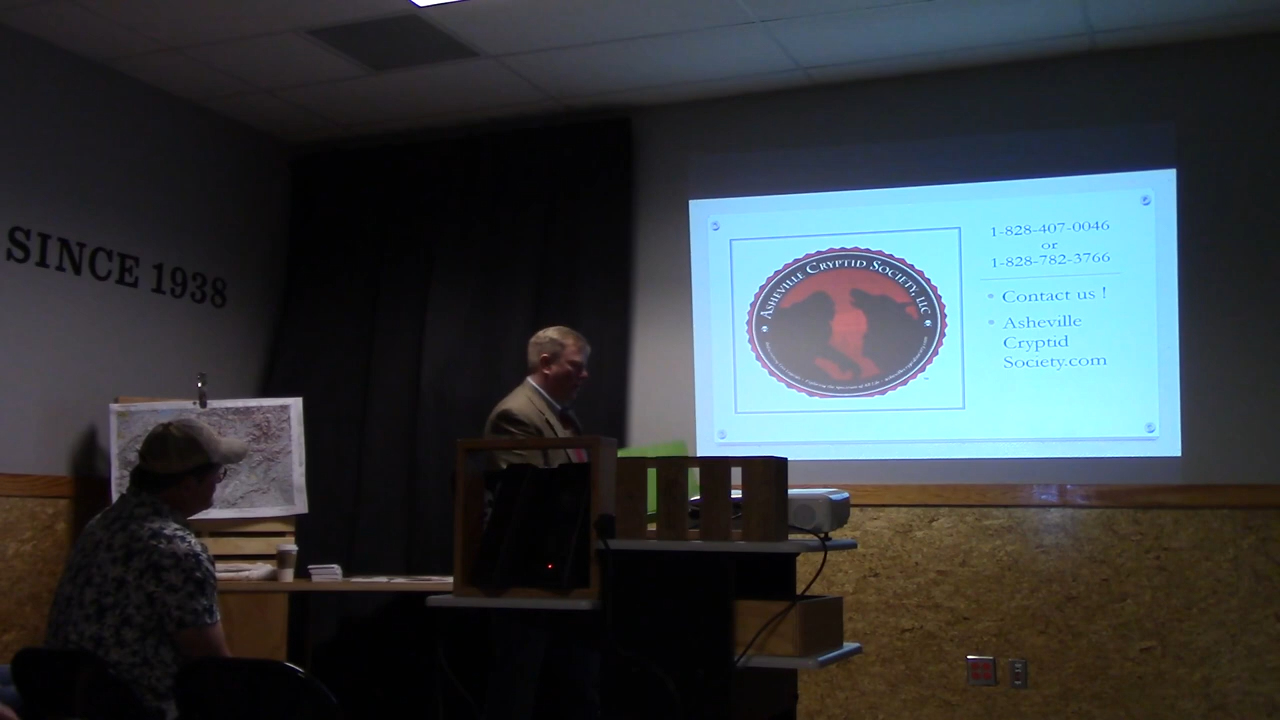 SINCE 1938
ASHEVILLE CRYPTID SOCIETY, LLC
1-828-407-0046
or
1-828-782-3766
• Contact us !
• Asheville
Cryptid
Society.com